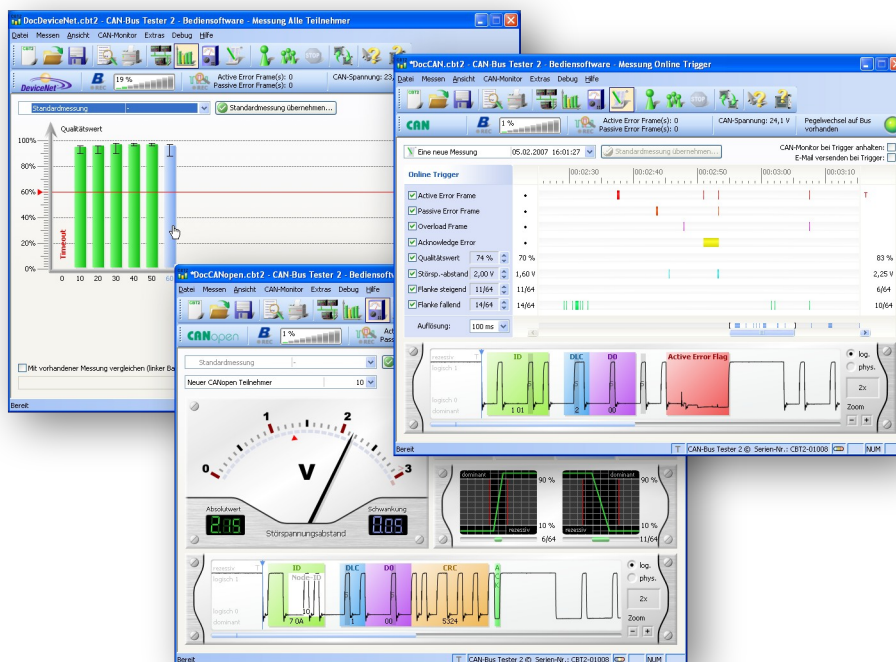 DocDeviceNet.cbt2 - CAN-Bus Tester 2 - Bediensoftware - Messung Alle Teilnehmer
Datei Messen Ansicht CAN-Monitor Extras Debug Hilfe
DeviceNet
B
REC
19 %
Active Error Frame(s): 0
Passive Error Frame(s): 0
CAN-Spannung: 23,
Standardmessung
-
Standardmessung übernehmen...
Qualitätswert
100%
80%
60%
40%
20%
0%
Timeout
0 10 20 30 40 50 60
Mit vorhandener Messung vergleichen (linker Ba
Bereit
*DocCAN.cbt2 - CAN-Bus Tester 2 - Bediensoftware - Messung Online Trigger
Datei Messen Ansicht CAN-Monitor Extras Debug Hilfe
STOP
CAN
B
REC
1 %
Active Error Frame(s): 0
Passive Error Frame(s): 0
CAN-Spannung: 24,1 V
Pegelwechsel auf Bus
vorhanden
Eine neue Messung
05.02.2007 16:01:27
Standardmessung übernehmen...
CAN-Monitor bei Trigger anhalten:
E-Mail versenden bei Trigger:
Online Trigger
00:02:30 00:02:40 00:02:50 00:03:00 00:03:10
Active Error Frame
T
Passive Error Frame
Overload Frame
Acknowledge Error
Qualitätswert 74 % 70 % 83 %
Störsp.-abstand 2,00 V 1,60 V 2,25 V
Flanke steigend 11/64 11/64 6/64
Flanke fallend 14/64 14/64 10/64
Auflösung: 100 ms
rezessiv T ID DLC D0 Active Error Flag
logisch 1
S
logisch 0
dominant
1 01 2 00
log.
phys.
2x
Zoom
Bereit
T CAN-Bus Tester 2 © Serien-Nr.: CBT2-01008 NUM
*DocCANopen.cbt2 - CAN-Bus Tester 2 - Bediensoftw
Datei Messen Ansicht CAN-Monitor Extras Debug Hilfe
CANopen
B
REC
1 %
Act
Pass
Standardmessung
-
Neuer CANopen Teilnehmer
10
0 1 2 3
V
Absolutwert
2.15
Schwankung
0.05
Störspannungsabstand
dominant
90 %
rezessiv
10 %
6/64
dominant
90 %
rezessiv
10 %
11/64
rezessiv T ID DLC D0 CRC A
logisch 1
Node-ID
C
K
S
logisch 0
dominant
10
7 0A 1 00 5324
log.
phys.
2x
Zoom
Bereit
T CAN-Bus Tester 2 © Serien-Nr.: CBT2-01008 NUM